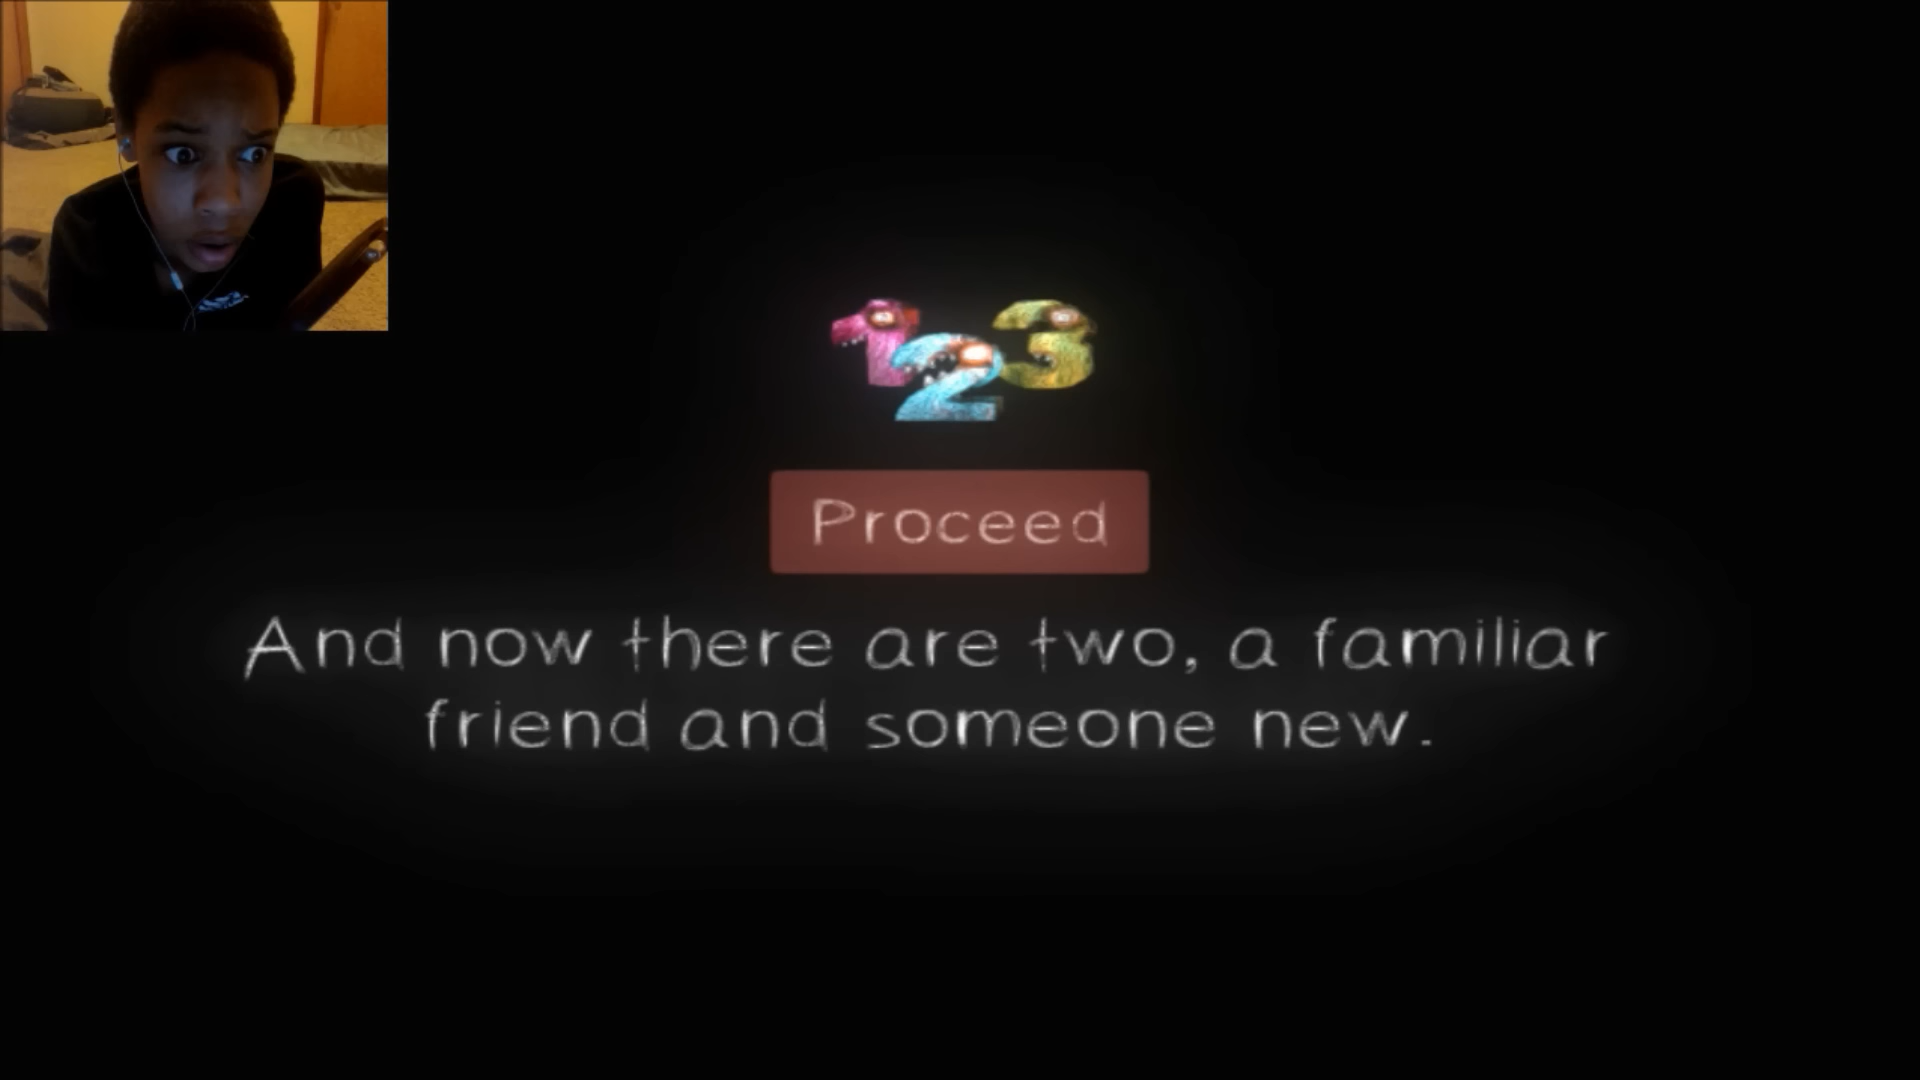 123
Proceed
And now there are two, a familiar
friend and someone new.